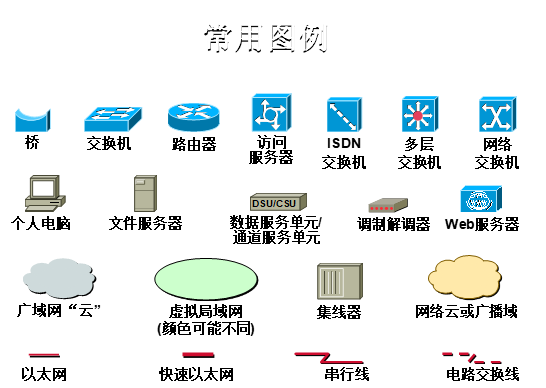 常用图例
桥
交换机
路由器
访问
服务器
ISDN
交换机
多层
交换机
网络
交换机
个人电脑
文件服务器
DSU/CSU
数据服务单元/
通道服务单元
调制解调器
Web服务器
广域网“云”
虚拟局域网
(颜色可能不同)
集线器
网络云或广播域
以太网
快速以太网
串行线
电路交换线